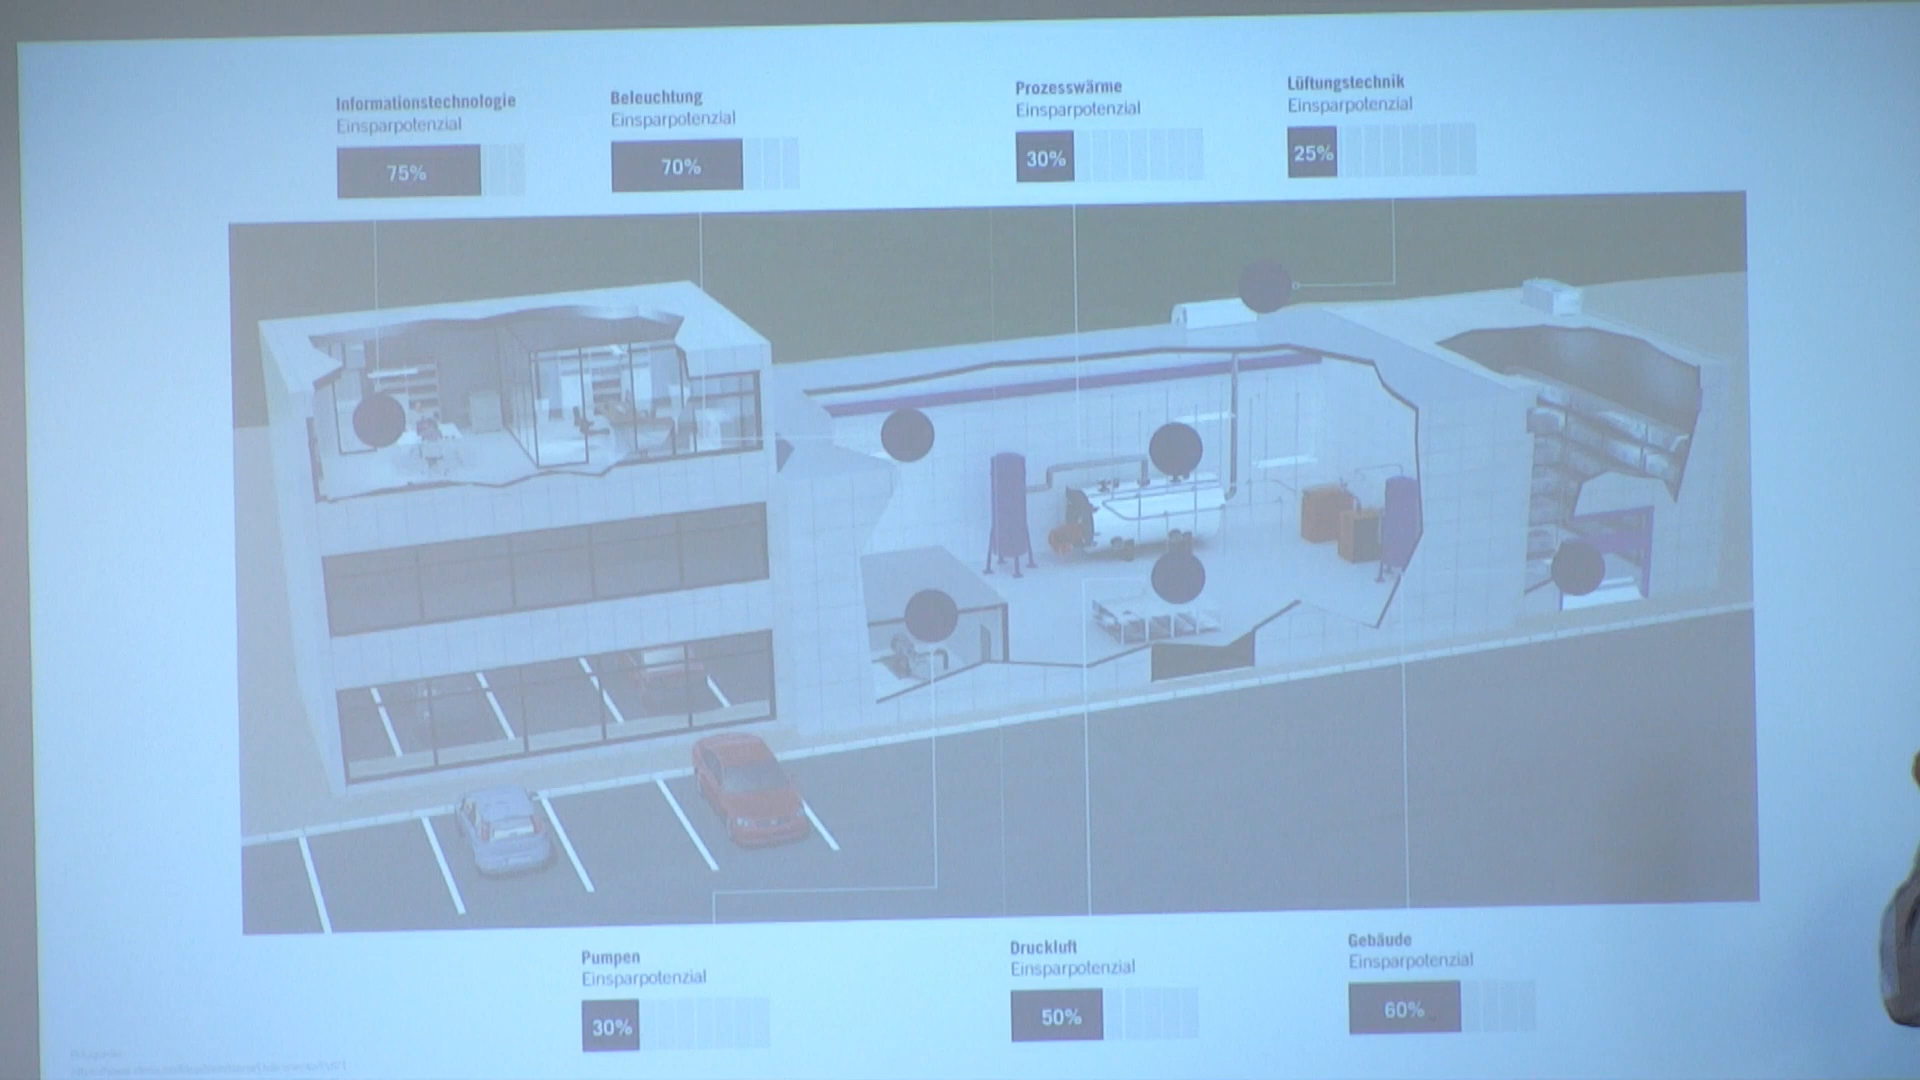 Informationstechnologie
Einsparpotenzial
75%
Beleuchtung
Einsparpotenzial
70%
Prozesswärme
Einsparpotenzial
30%
Lüftungstechnik
Einsparpotenzial
25%
Pumpen
Einsparpotenzial
30%
Druckluft
Einsparpotenzial
50%
Gebäude
Einsparpotenzial
60%